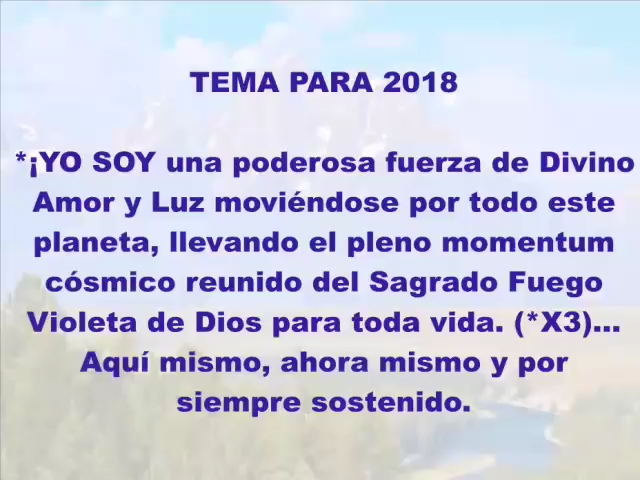 TEMA PARA 2018
*¡YO SOY una poderosa fuerza de Divino
Amor y Luz moviéndose por todo este
planeta, llevando el pleno momentum
cósmico reunido del Sagrado Fuego
Violeta de Dios para toda vida. (*X3)...
Aquí mismo, ahora mismo y por
siempre sostenido.